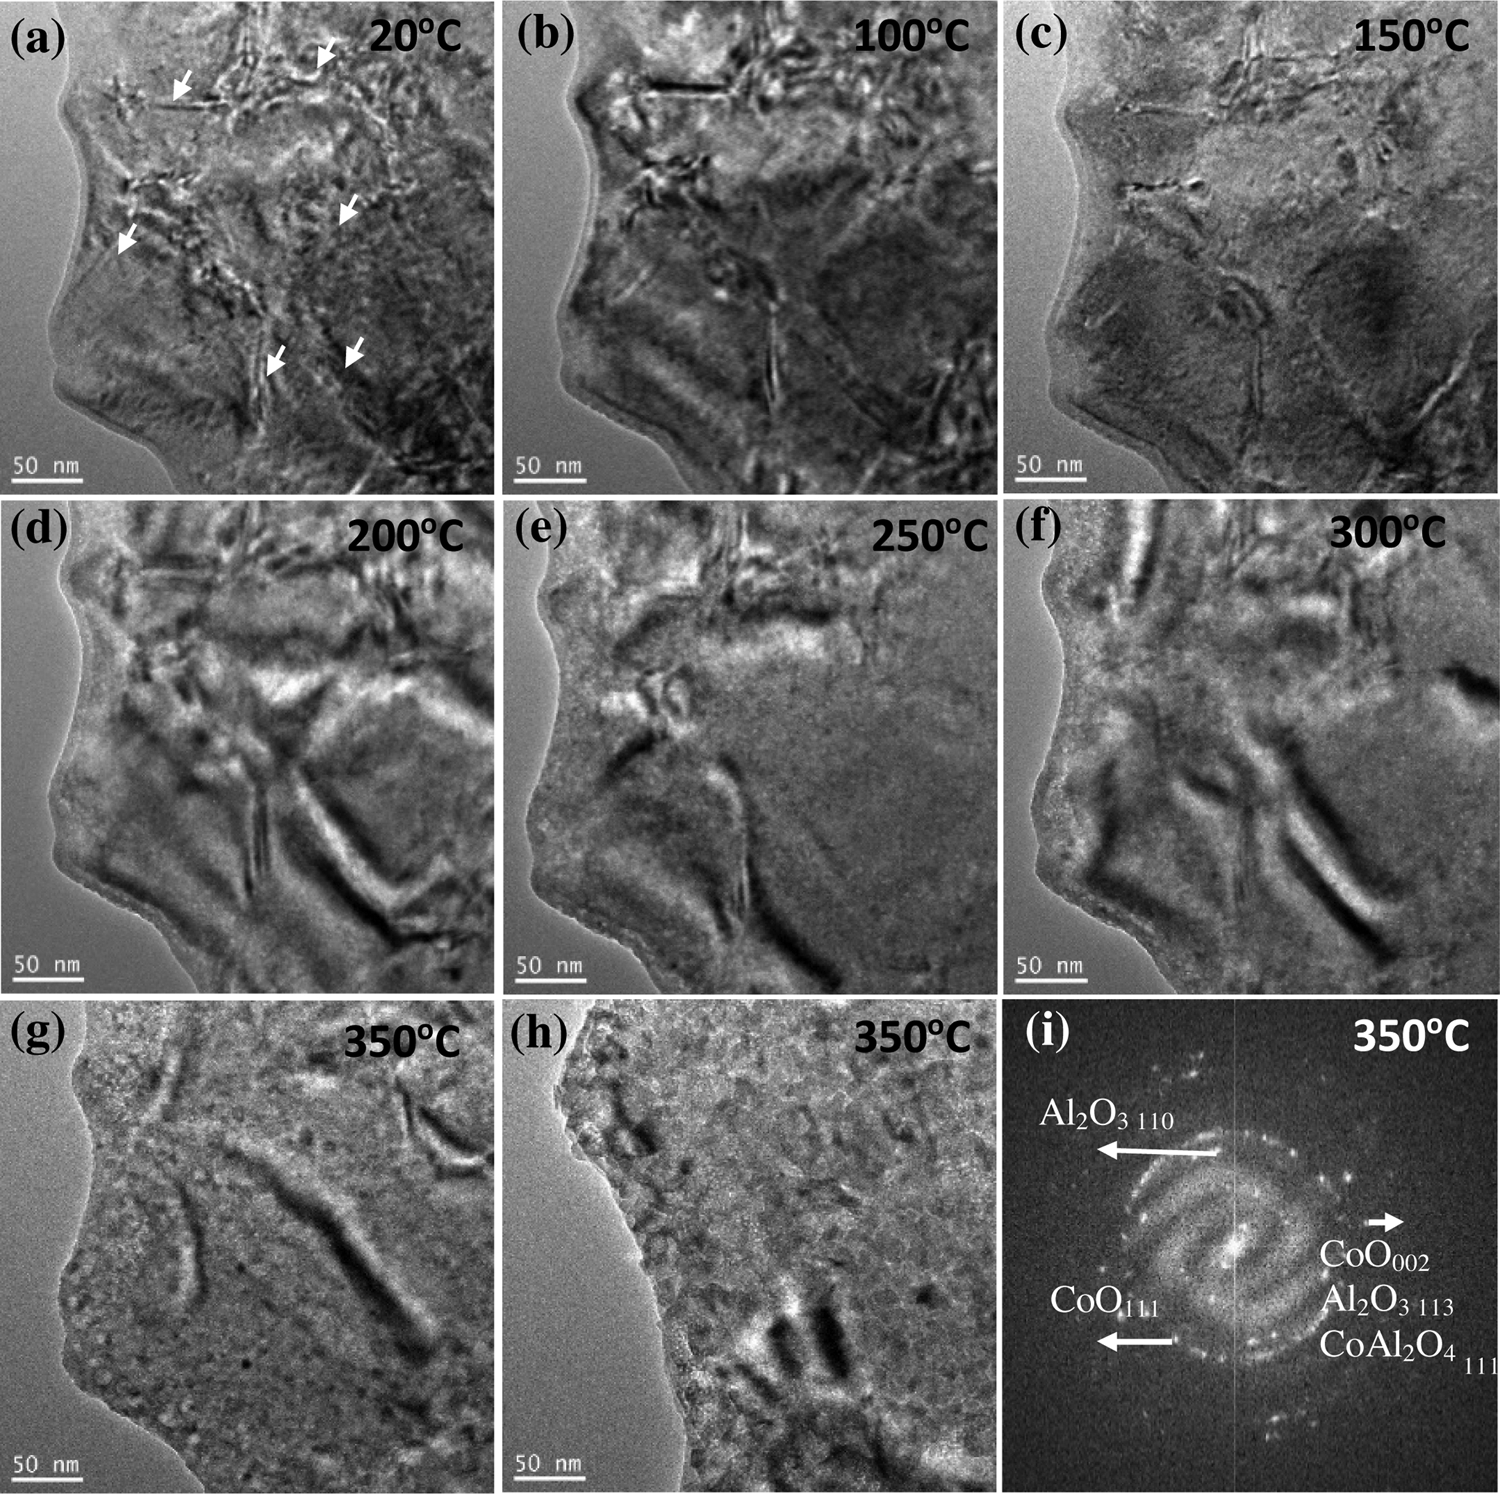 (a) 20°C
50 nm
(b) 100°C
50 nm
(c) 150°C
50 nm
(d) 200°C
50 nm
(e) 250°C
50 nm
(f) 300°C
50 nm
(g) 350°C
50 nm
(h) 350°C
50 nm
(i) 350°C
Al₂O₃ 110
CoO₀₀₂
CoO₁₁₁
Al₂O₃ 113
CoAl₂O₄ 111